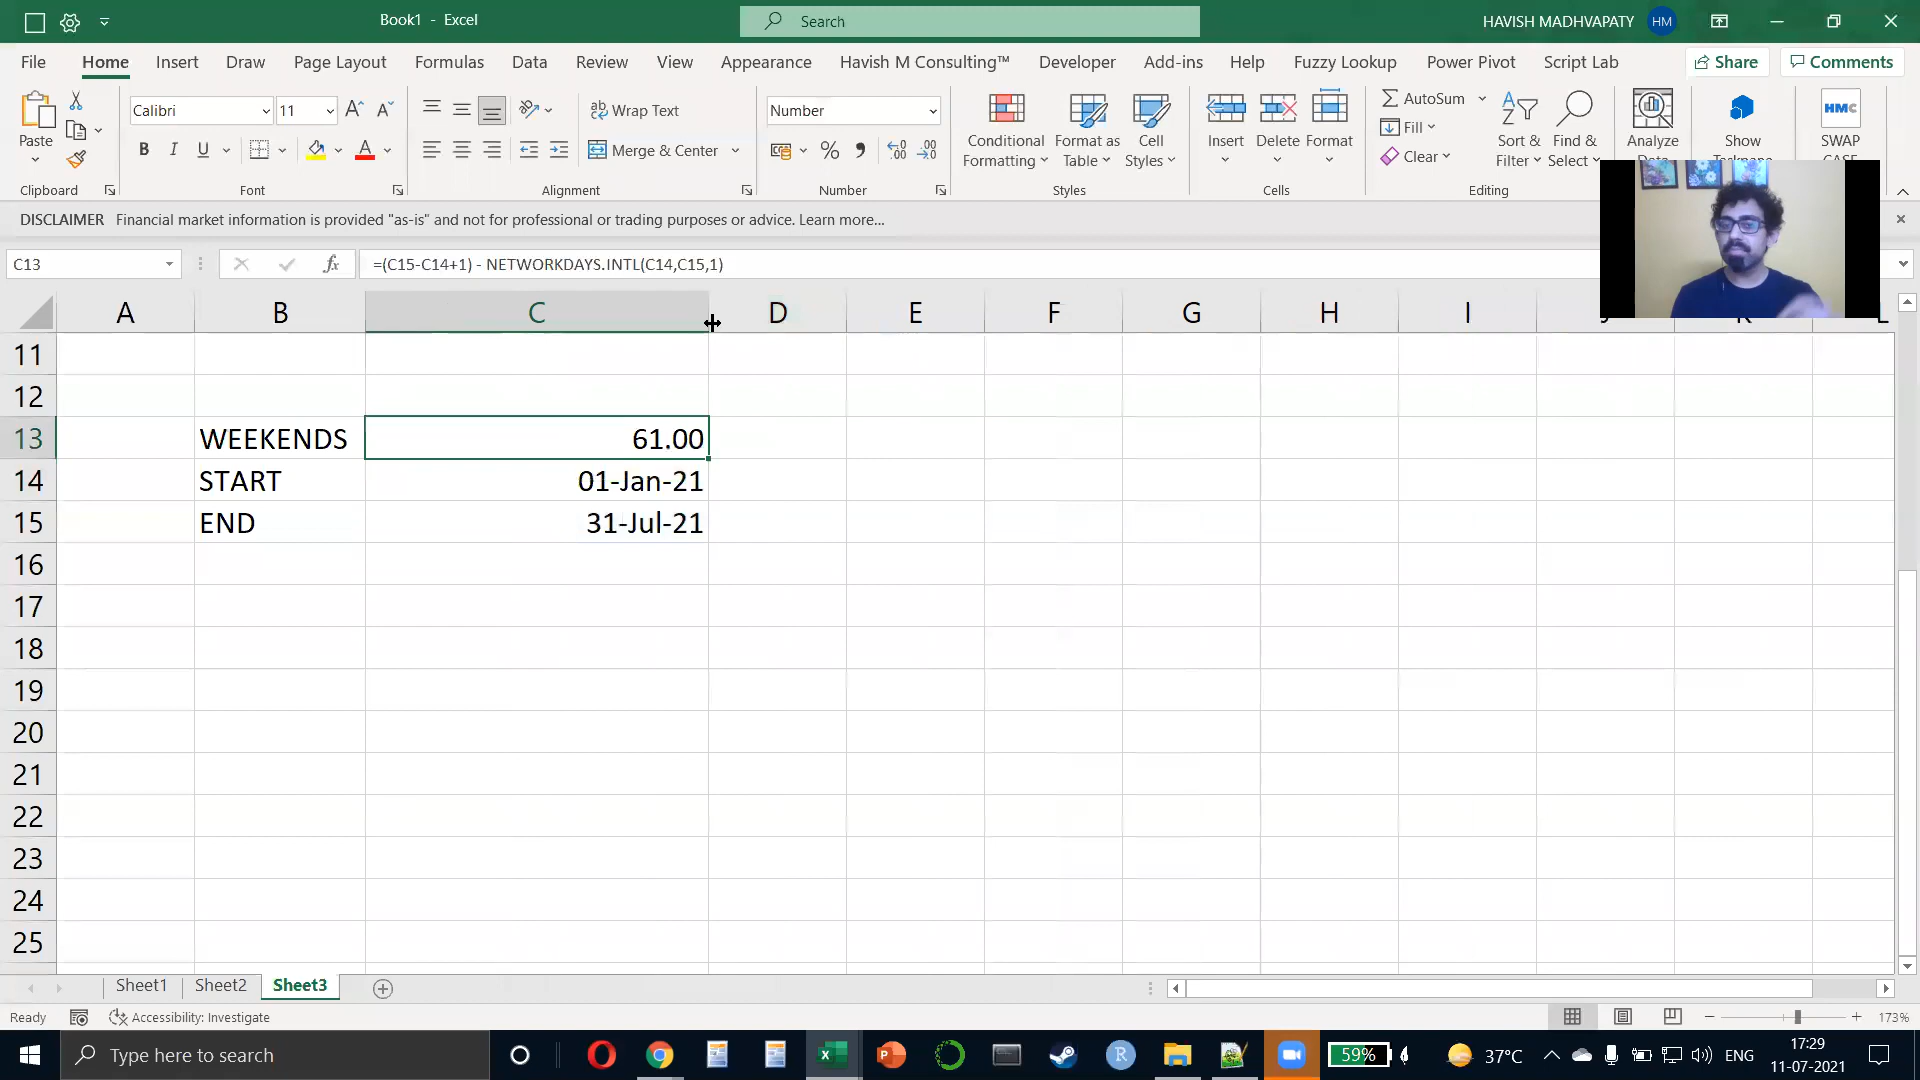 Book1 - Excel
Search
HAVISH MADHVAPATY HM
File Home Insert Draw Page Layout Formulas Data Review View Appearance Havish M Consulting™ Developer Add-ins Help Fuzzy Lookup Power Pivot Script Lab Share Comments
Calibri 11 Wrap Text Number AutoSum
Paste Conditional Format as Cell Insert Delete Format Fill Sort & Find & Analyze Show SWAP
Merge & Center Formatting Table Styles Clear Filter Select
Clipboard Font Alignment Number Styles Cells Editing
DISCLAIMER Financial market information is provided "as-is" and not for professional or trading purposes or advice. Learn more...
C13 fx =(C15-C14+1) - NETWORKDAYS.INTL(C14,C15,1)
A B C D E F G H I
11
12
13 WEEKENDS 61.00
14 START 01-Jan-21
15 END 31-Jul-21
16
17
18
19
20
21
22
23
24
25
Sheet1 Sheet2 Sheet3
Ready Accessibility: Investigate 173%
Type here to search 59% 37°C ENG 17:29
11-07-2021